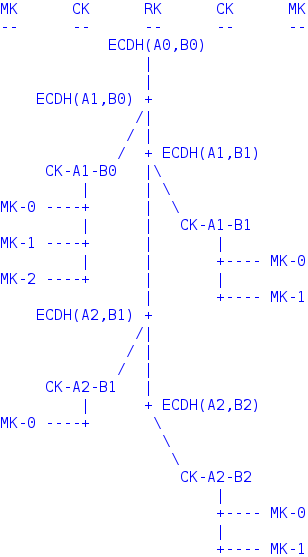 MK      CK      RK      CK      MK
--      --      --      --      --
            ECDH(A0,B0)
                |
                |
    ECDH(A1,B0) +
               /|
              / |
             /  + ECDH(A1,B1)
     CK-A1-B0   |\
         |      | \
MK-0 ----+      |  \
         |      |   CK-A1-B1
MK-1 ----+      |       |
         |      |       +---- MK-0
MK-2 ----+      |       |
                |       +---- MK-1
    ECDH(A2,B1) +
               /|
              / |
             /  |
     CK-A2-B1   |
         |      + ECDH(A2,B2)
MK-0 ----+       \
                  \
                   \
                    CK-A2-B2
                        |
                        +---- MK-0
                        |
                        +---- MK-1